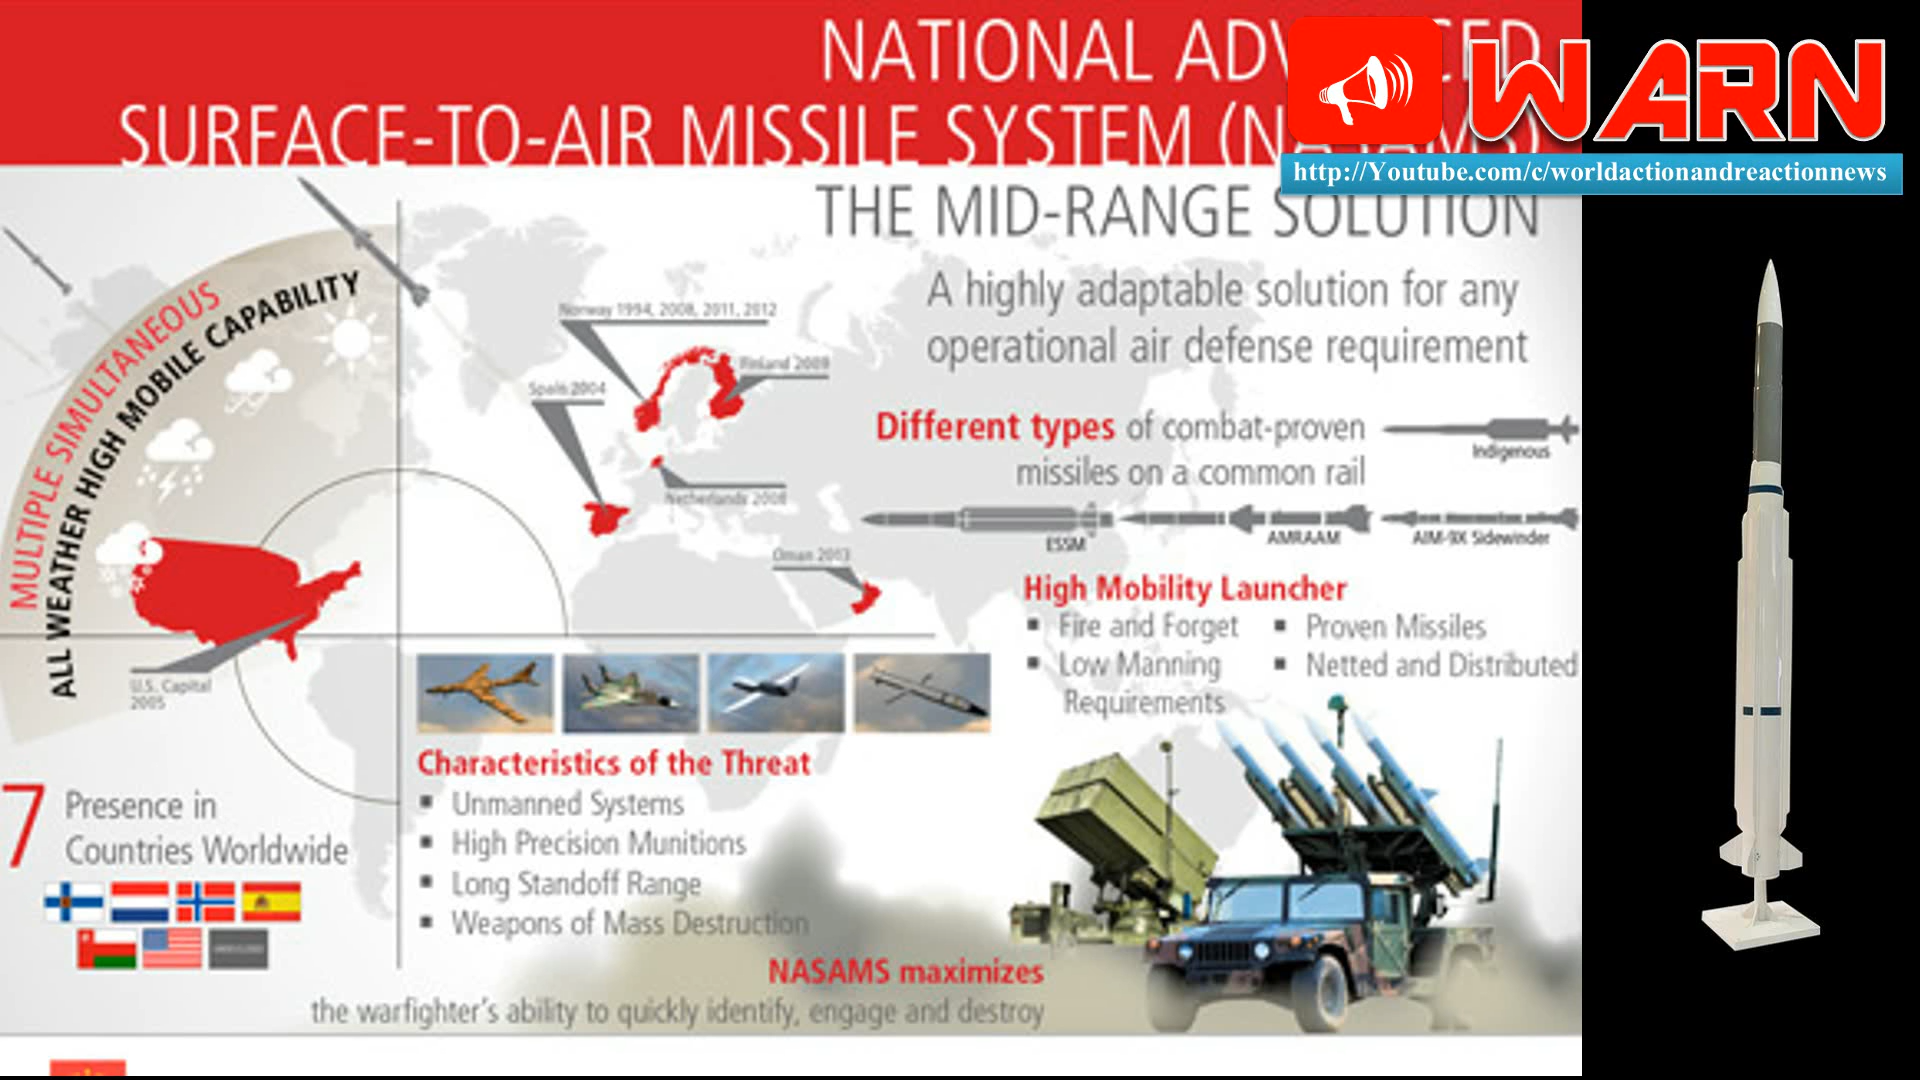 NATIONAL ADV CED
SURFACE-TO-AIR MISSILE SYSTEM (NASAMS)
WARN
http://Youtube.com/c/worldactionandreactionnews
THE MID-RANGE SOLUTION
A highly adaptable solution for any
operational air defense requirement
MULTIPLE SIMULTANEOUS
ALL WEATHER HIGH MOBILE CAPABILITY
Norway 1994, 2008, 2011, 2012
Finland 2009
Spain 2004
Netherlands 2008
Oman 2013
U.S. Capital
2005
Different types of combat-proven
missiles on a common rail
Indigenous
ESSM
AMRAAM
AIM-9X Sidewinder
High Mobility Launcher
▪ Fire and Forget
▪ Low Manning
Requirements
▪ Proven Missiles
▪ Netted and Distributed
Characteristics of the Threat
▪ Unmanned Systems
▪ High Precision Munitions
▪ Long Standoff Range
▪ Weapons of Mass Destruction
7 Presence in
Countries Worldwide
NASAMS maximizes
the warfighter's ability to quickly identify, engage and destroy